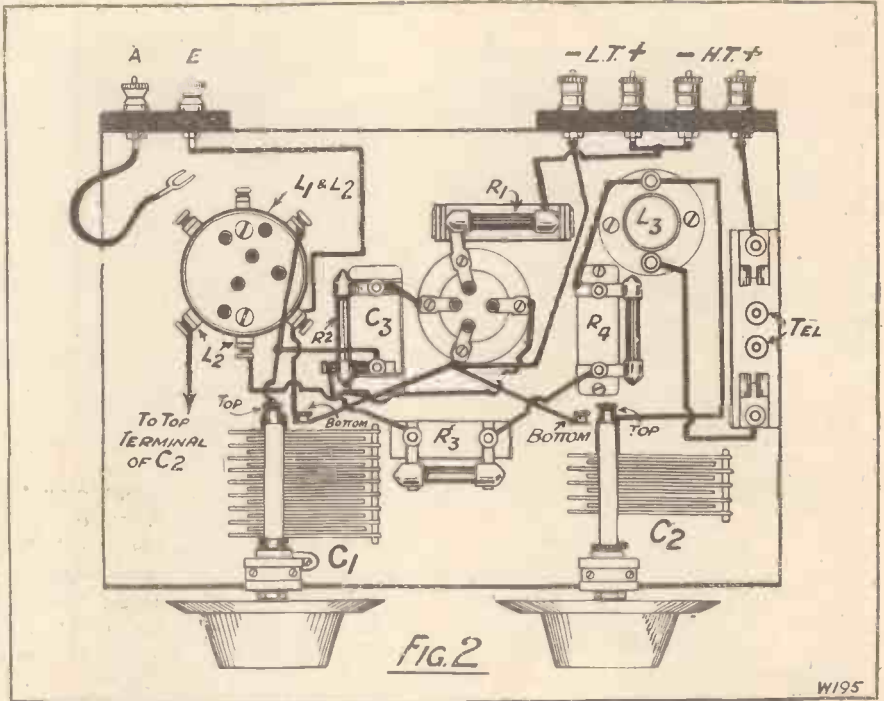 A E
- L.T. + - H.T. +
L1 & L2
R1
L3
R2
C3
R4
TEL
L2
TOP
BOTTOM
R3
BOTTOM
TOP
TO TOP
TERMINAL
OF C2
C1
C2
FIG. 2
W195